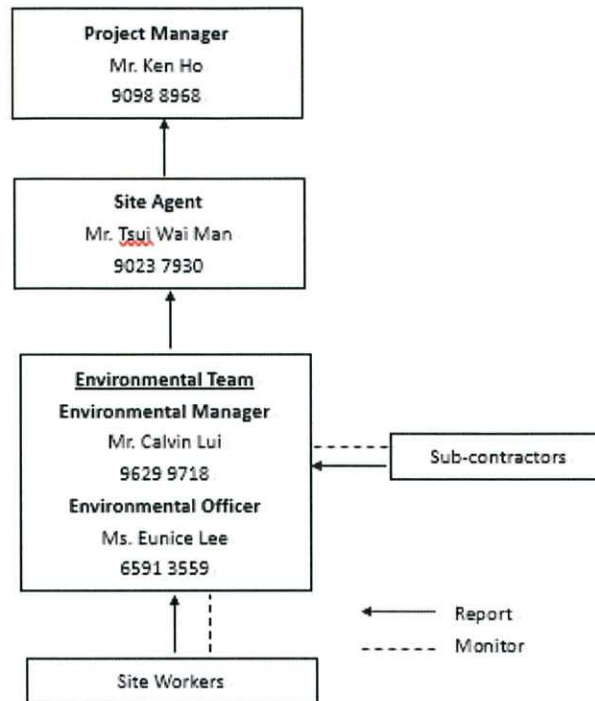 Project Manager
Mr. Ken Ho
9098 8968
Site Agent
Mr. Tsui Wai Man
9023 7930
Environmental Team
Environmental Manager
Mr. Calvin Lui
9629 9718
Environmental Officer
Ms. Eunice Lee
6591 3559
Sub-contractors
Report
Monitor
Site Workers